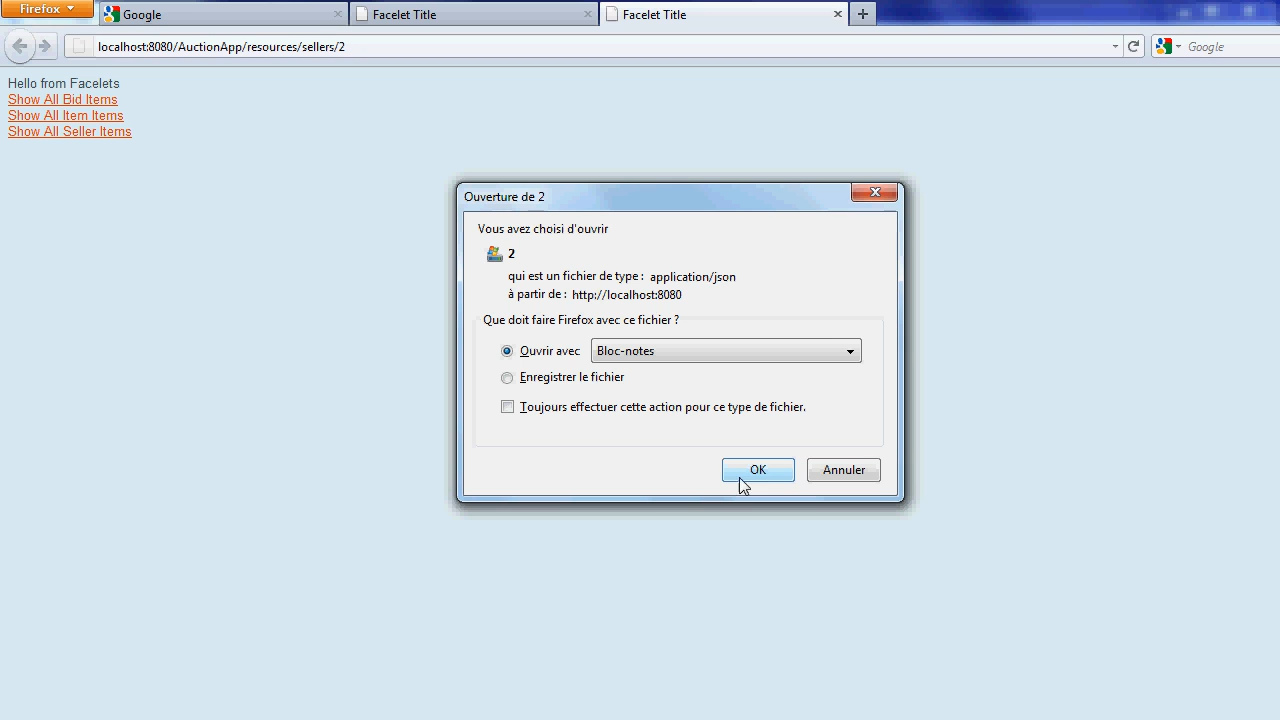 Firefox
Google
Facelet Title
Facelet Title
localhost:8080/AuctionApp/resources/sellers/2
Google
Hello from Facelets
Show All Bid Items
Show All Item Items
Show All Seller Items
Ouverture de 2
Vous avez choisi d'ouvrir
2
qui est un fichier de type : application/json
à partir de : http://localhost:8080
Que doit faire Firefox avec ce fichier ?
Ouvrir avec Bloc-notes
Enregistrer le fichier
Toujours effectuer cette action pour ce type de fichier.
OK Annuler